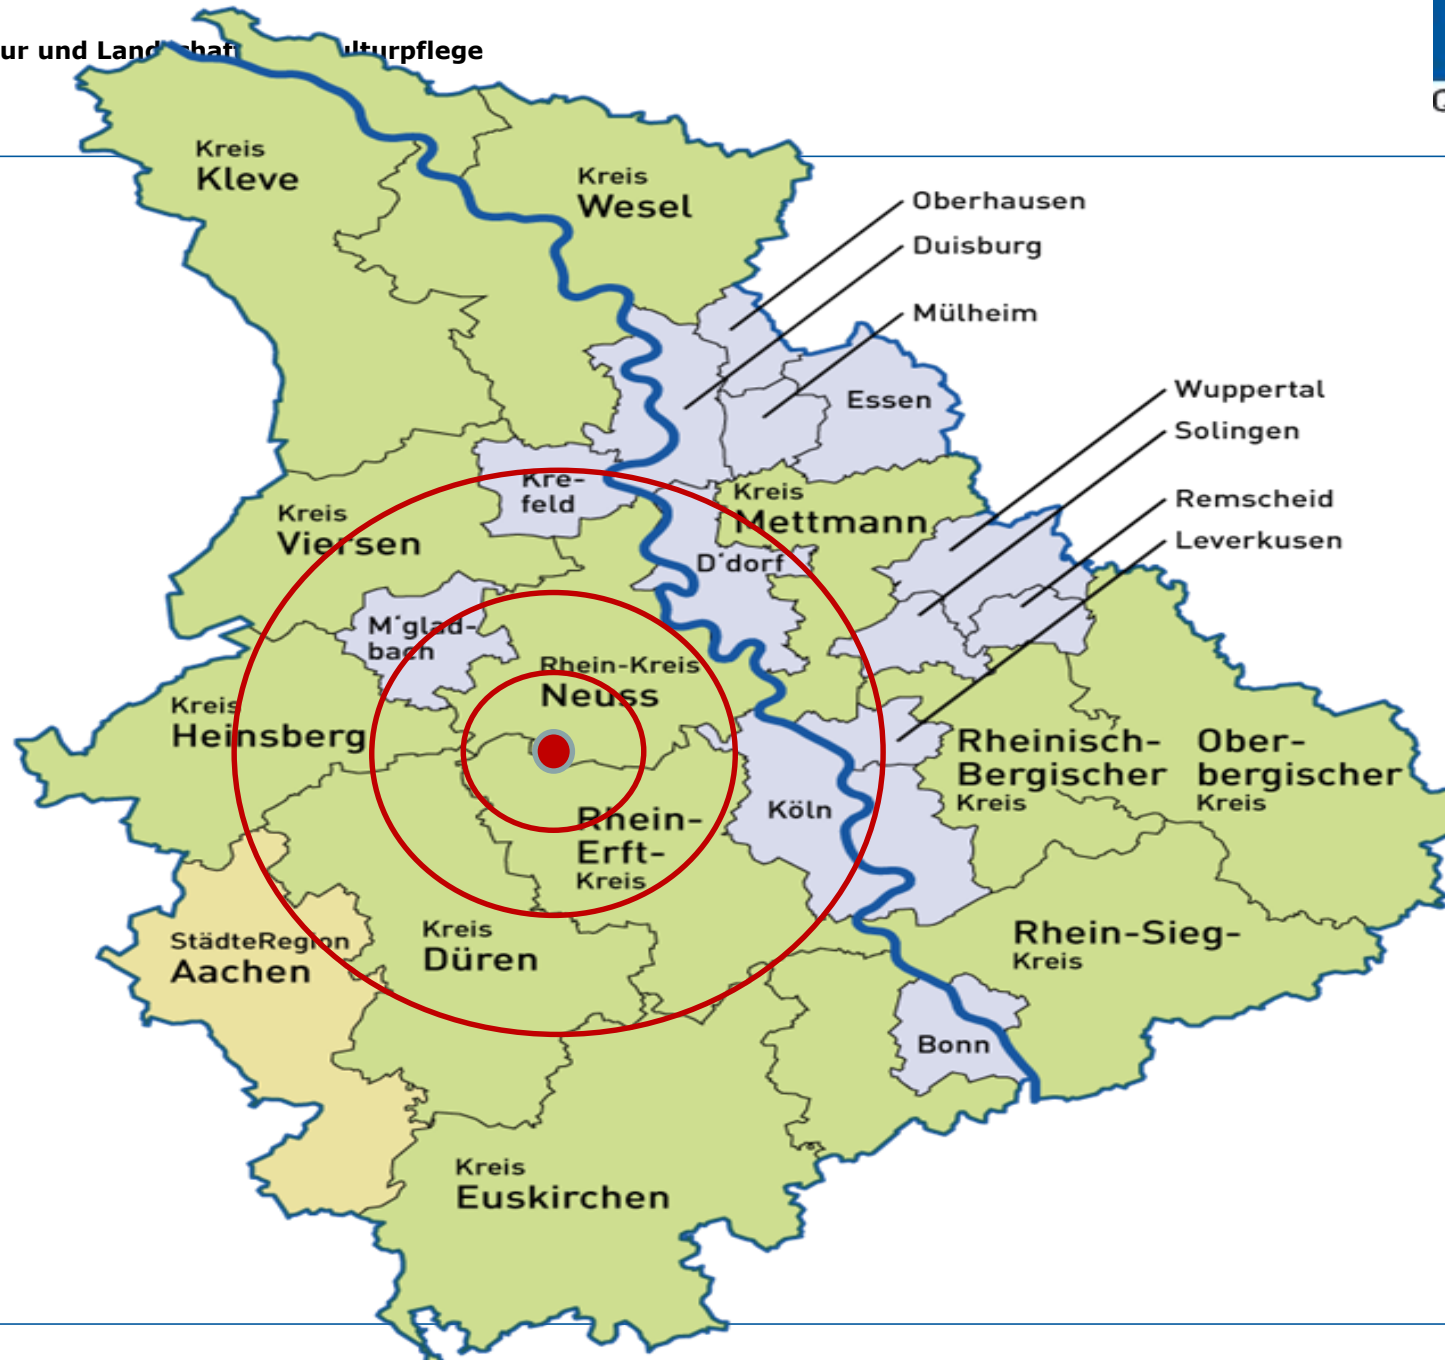 ur und Land
ulturpflege
Kreis
Kleve
Kreis
Wesel
Oberhausen
Duisburg
Mülheim
Essen
Wuppertal
Solingen
Remscheid
Leverkusen
Kre-
feld
Kreis
Viersen
Kreis
Mettmann
D'dorf
M'glad-
bach
Rhein-Kreis
Neuss
Kreis
Heinsberg
Rheinisch-
Bergischer
Kreis
Ober-
bergischer
Kreis
Köln
Rhein-
Erft-
Kreis
Kreis
Düren
StädteRegion
Aachen
Rhein-Sieg-
Kreis
Bonn
Kreis
Euskirchen